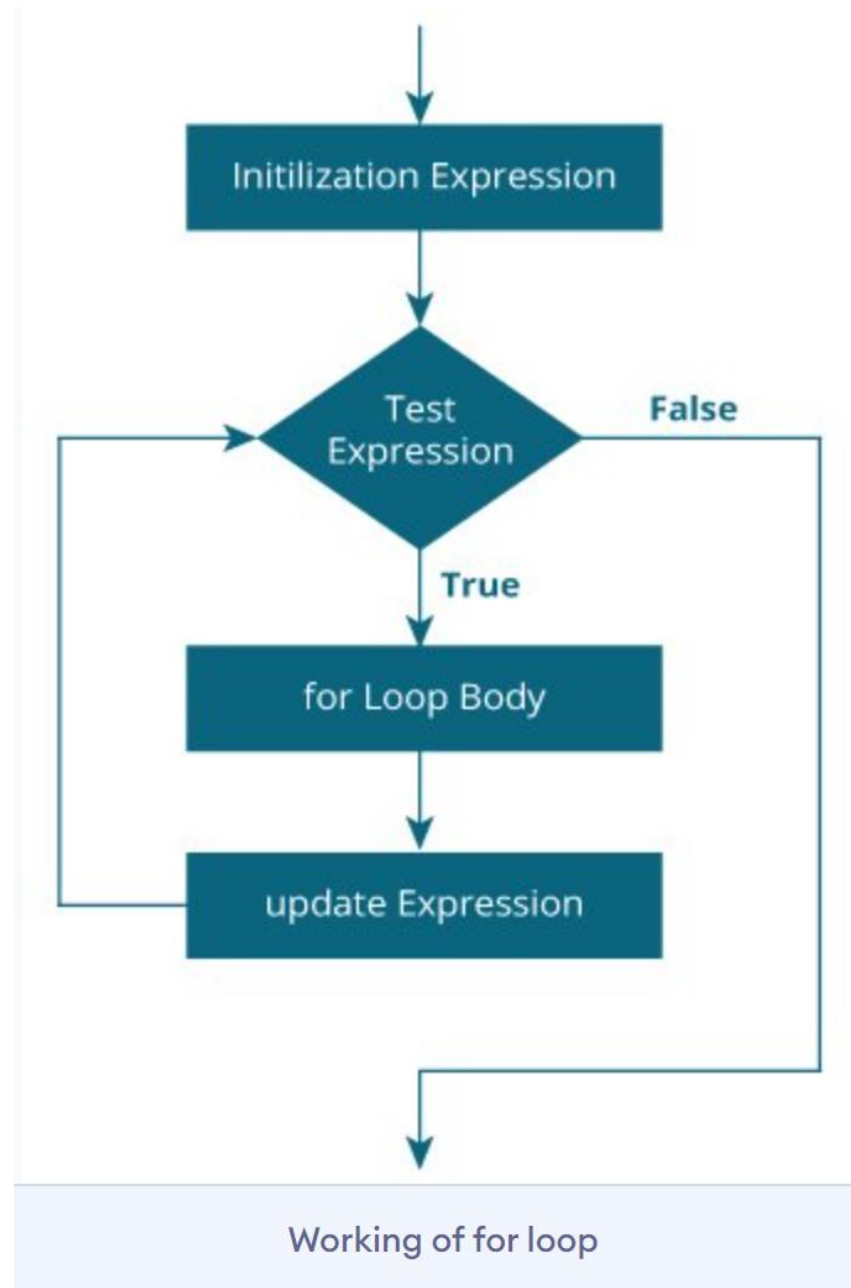 Initilization Expression
Test
Expression
False
True
for Loop Body
update Expression
Working of for loop